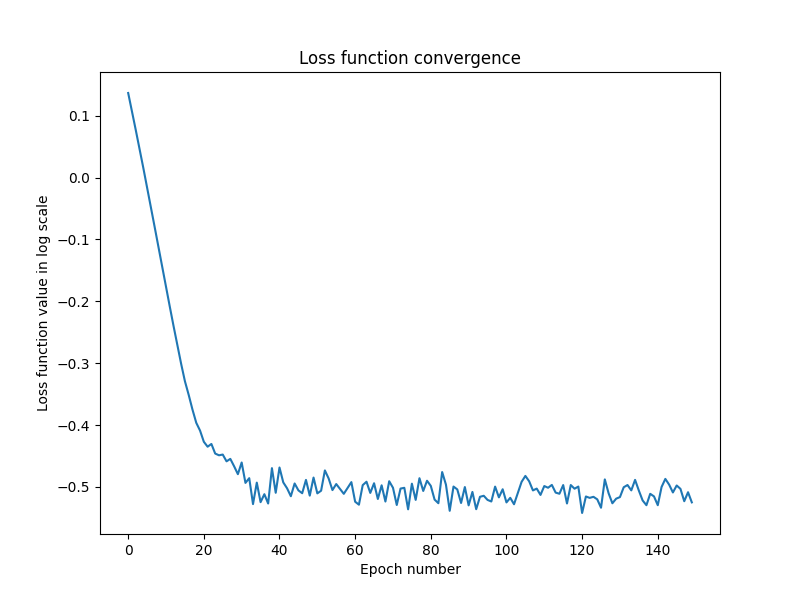 Loss function convergence
Loss function value in log scale
0.1
0.0
−0.1
−0.2
−0.3
−0.4
−0.5
0 20 40 60 80 100 120 140
Epoch number